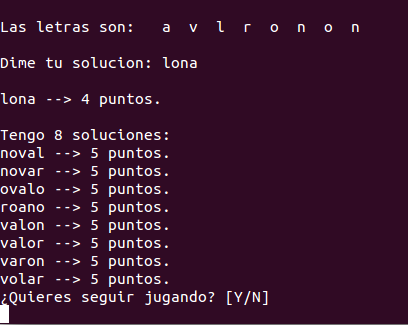 Las letras son:   a  v  l  r  o  n  o  n
Dime tu solucion: lona
lona --> 4 puntos.
Tengo 8 soluciones:
noval --> 5 puntos.
novar --> 5 puntos.
ovalo --> 5 puntos.
roano --> 5 puntos.
valon --> 5 puntos.
valor --> 5 puntos.
varon --> 5 puntos.
volar --> 5 puntos.
¿Quieres seguir jugando? [Y/N]